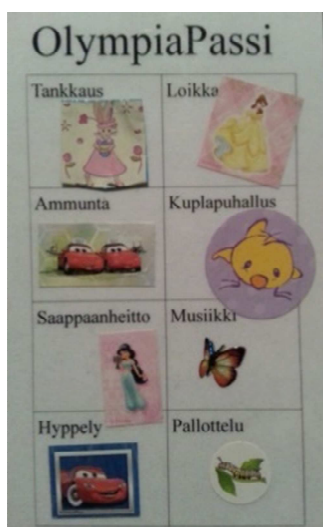 OlympiaPassi
Tankkaus Loikka
Ammunta Kuplapuhallus
Saappaanheitto Musiikki
Hyppely Pallottelu